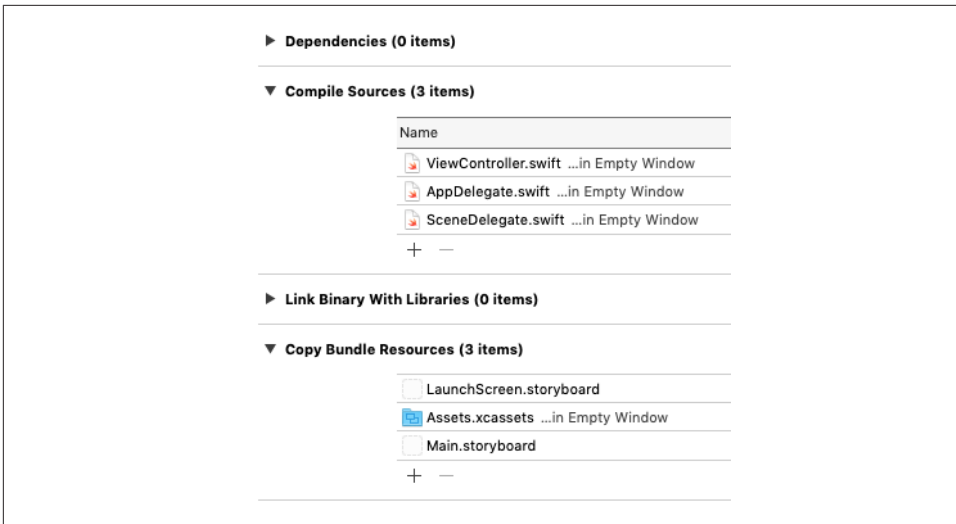 Dependencies (0 items)
Compile Sources (3 items)
Name
ViewController.swift ...in Empty Window
AppDelegate.swift ...in Empty Window
SceneDelegate.swift ...in Empty Window
Link Binary With Libraries (0 items)
Copy Bundle Resources (3 items)
LaunchScreen.storyboard
Assets.xcassets ...in Empty Window
Main.storyboard